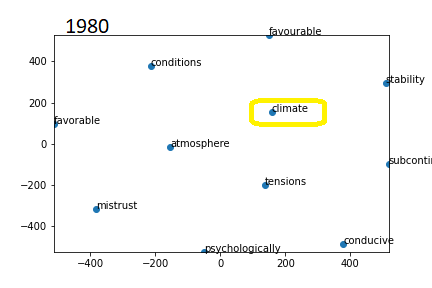 1980
favourable
400
conditions
stability
200
climate
favorable
0
atmosphere
subcontin
−200
tensions
mistrust
−400
conducive
psychologically
−400 −200 0 200 400